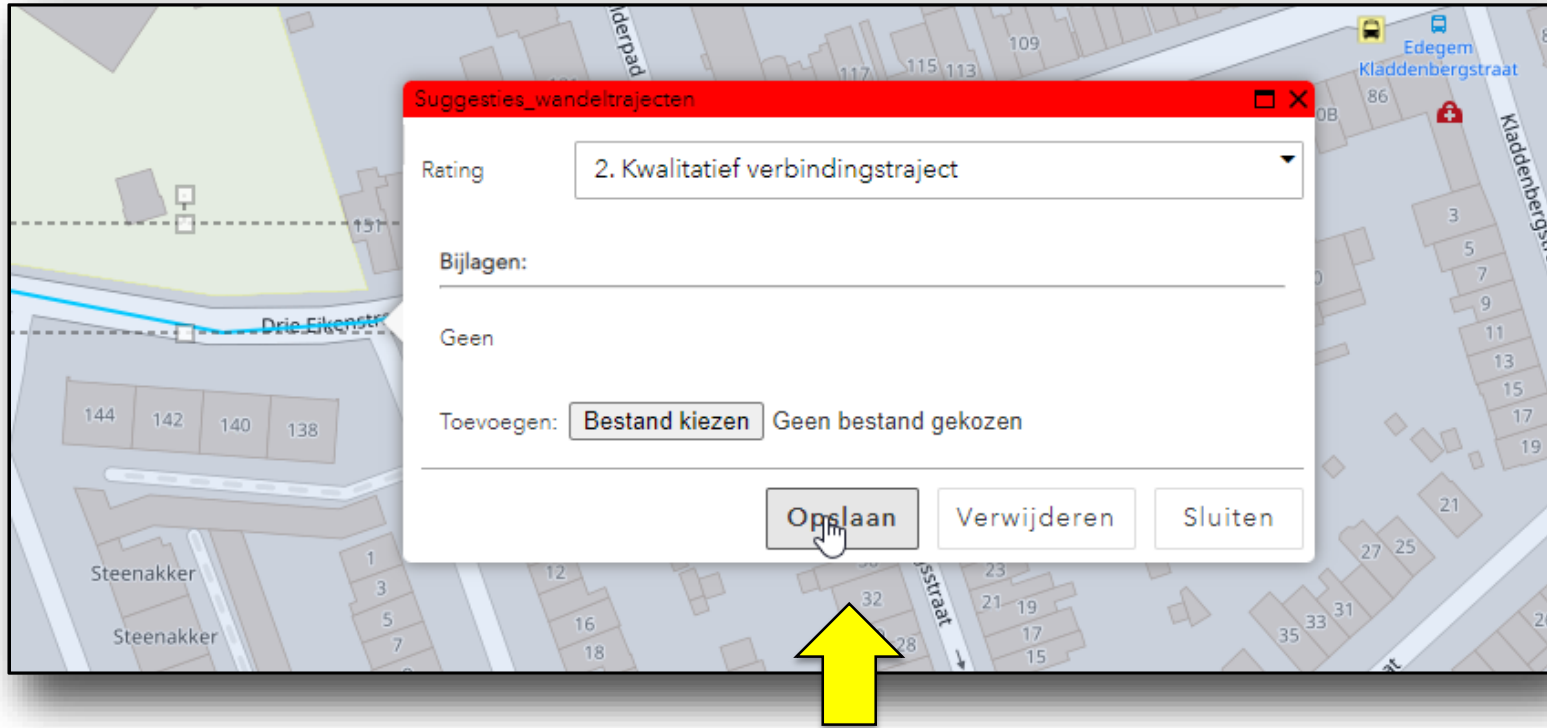 109
115
113
117
Edegem
Kladdenbergstraat
86
Suggesties_wandeltrajecten
Rating
2. Kwalitatief verbindingstraject
151
3
5
7
9
11
13
15
17
19
Bijlagen:
Drie Eikenstr
Geen
144
142
140
138
Toevoegen: Bestand kiezen Geen bestand gekozen
Opslaan
Verwijderen
Sluiten
21
27
25
Steenakker
1
3
5
7
Steenakker
12
16
18
32
28
23
21
19
17
15
35
33
31